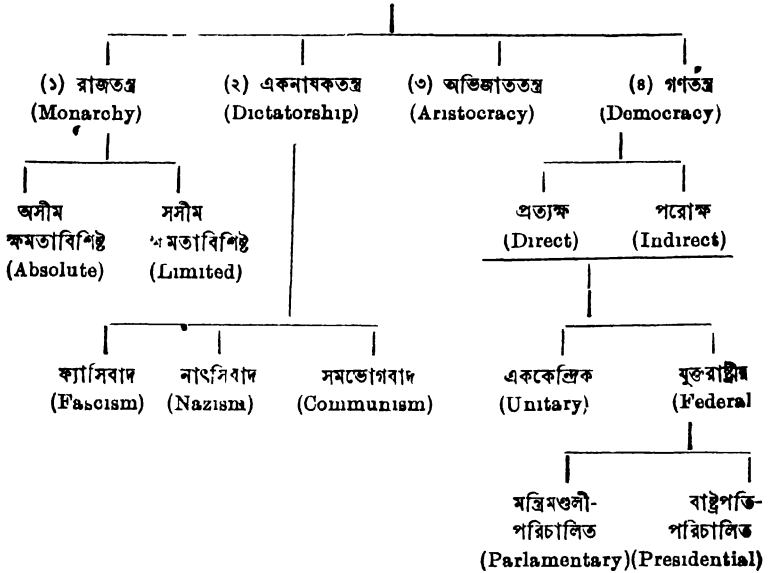 (১) রাজতন্ত্র (২) একনাষকতন্ত্র (৩) অভিজাততন্ত্র (৪) গণতন্ত্র
(Monarchy) (Dictatorship) (Aristocracy) (Democracy)
অসীম সসীম প্রত্যক্ষ পরোক্ষ
ক্ষমতাবিশিষ্ট ক্ষমতাবিশিষ্ট (Direct) (Indirect)
(Absolute) (Limited)
ফ্যাসিবাদ নাৎসিবাদ সমভোগবাদ এককেন্দ্রিক যুক্তরাষ্ট্রীয়
(Fascism) (Nazism) (Communism) (Unitary) (Federal
মন্ত্রিমণ্ডলী- বাষ্ট্রপতি-
পরিচালিত পরিচালিত
(Parliamentary) (Presidential)